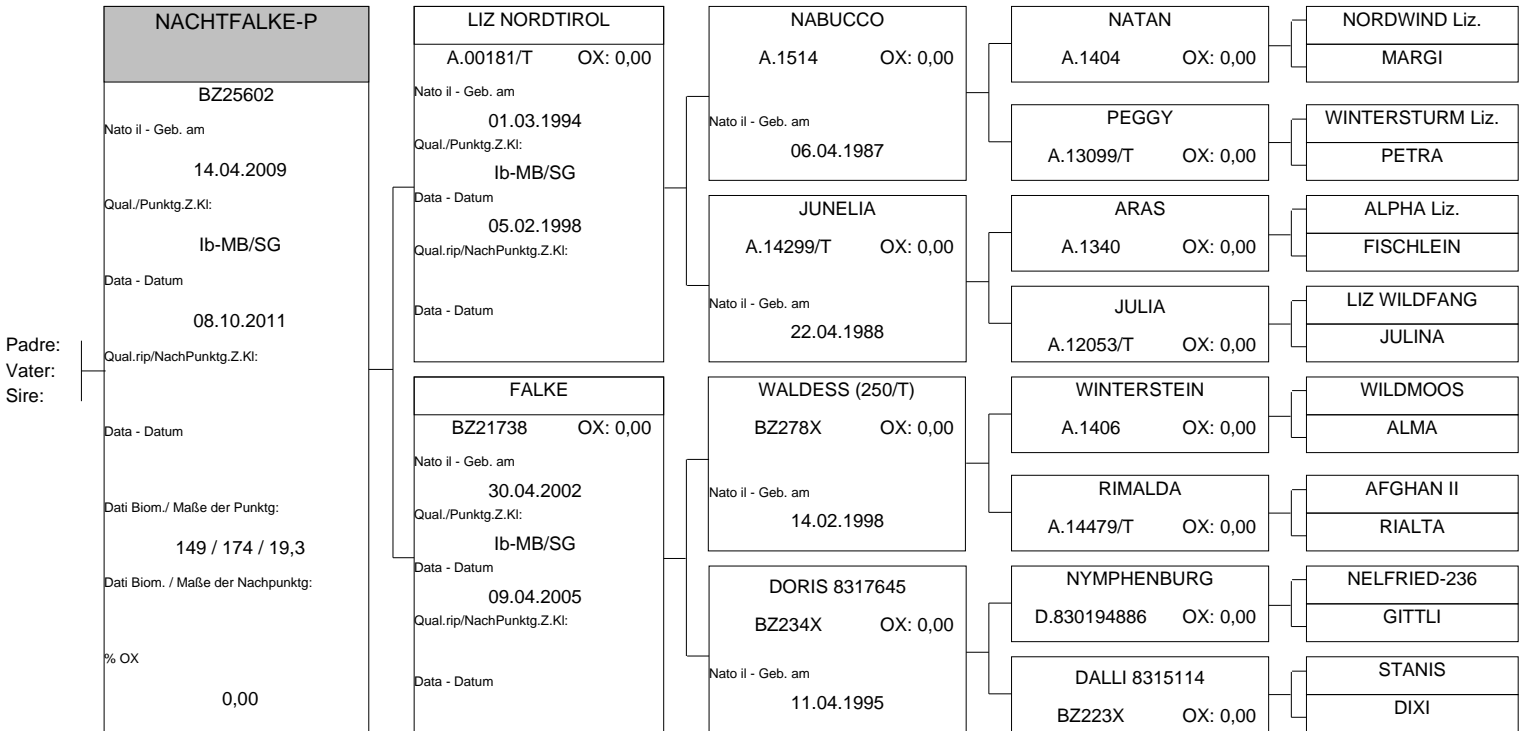 Padre:
Vater:
Sire:
NACHTFALKE-P
BZ25602
Nato il - Geb. am
14.04.2009
Qual./Punktg.Z.Kl:
Ib-MB/SG
Data - Datum
08.10.2011
Qual.rip/NachPunktg.Z.Kl:
Data - Datum
Dati Biom./ Maße der Punktg:
149 / 174 / 19,3
Dati Biom. / Maße der Nachpunktg:
% OX
0,00
LIZ NORDTIROL
A.00181/T OX: 0,00
Nato il - Geb. am
01.03.1994
Qual./Punktg.Z.Kl:
Ib-MB/SG
Data - Datum
05.02.1998
Qual.rip/NachPunktg.Z.Kl:
Data - Datum
FALKE
BZ21738 OX: 0,00
Nato il - Geb. am
30.04.2002
Qual./Punktg.Z.Kl:
Ib-MB/SG
Data - Datum
09.04.2005
Qual.rip/NachPunktg.Z.Kl:
Data - Datum
NABUCCO
A.1514 OX: 0,00
Nato il - Geb. am
06.04.1987
JUNELIA
A.14299/T OX: 0,00
Nato il - Geb. am
22.04.1988
WALDESS (250/T)
BZ278X OX: 0,00
Nato il - Geb. am
14.02.1998
DORIS 8317645
BZ234X OX: 0,00
Nato il - Geb. am
11.04.1995
NATAN
A.1404 OX: 0,00
PEGGY
A.13099/T OX: 0,00
ARAS
A.1340 OX: 0,00
JULIA
A.12053/T OX: 0,00
WINTERSTEIN
A.1406 OX: 0,00
RIMALDA
A.14479/T OX: 0,00
NYMPHENBURG
D.830194886 OX: 0,00
DALLI 8315114
BZ223X OX: 0,00
NORDWIND Liz.
MARGI
WINTERSTURM Liz.
PETRA
ALPHA Liz.
FISCHLEIN
LIZ WILDFANG
JULINA
WILDMOOS
ALMA
AFGHAN II
RIALTA
NELFRIED-236
GITTLI
STANIS
DIXI